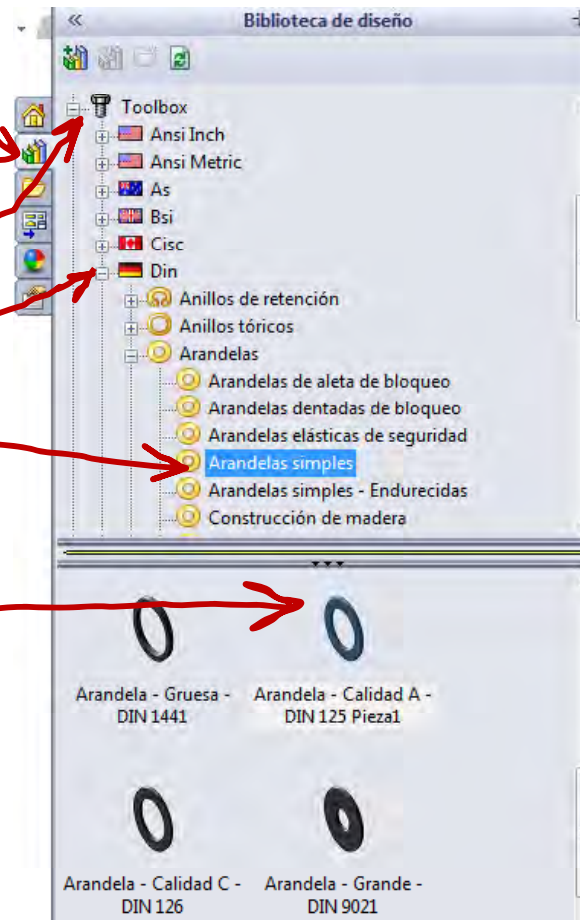 Biblioteca de diseño
Toolbox
Ansi Inch
Ansi Metric
As
Bsi
Cisc
Din
Anillos de retención
Anillos tóricos
Arandelas
Arandelas de aleta de bloqueo
Arandelas dentadas de bloqueo
Arandelas elásticas de seguridad
Arandelas simples
Arandelas simples - Endurecidas
Construcción de madera
Arandela - Gruesa -
DIN 1441
Arandela - Calidad A -
DIN 125 Pieza1
Arandela - Calidad C -
DIN 126
Arandela - Grande -
DIN 9021